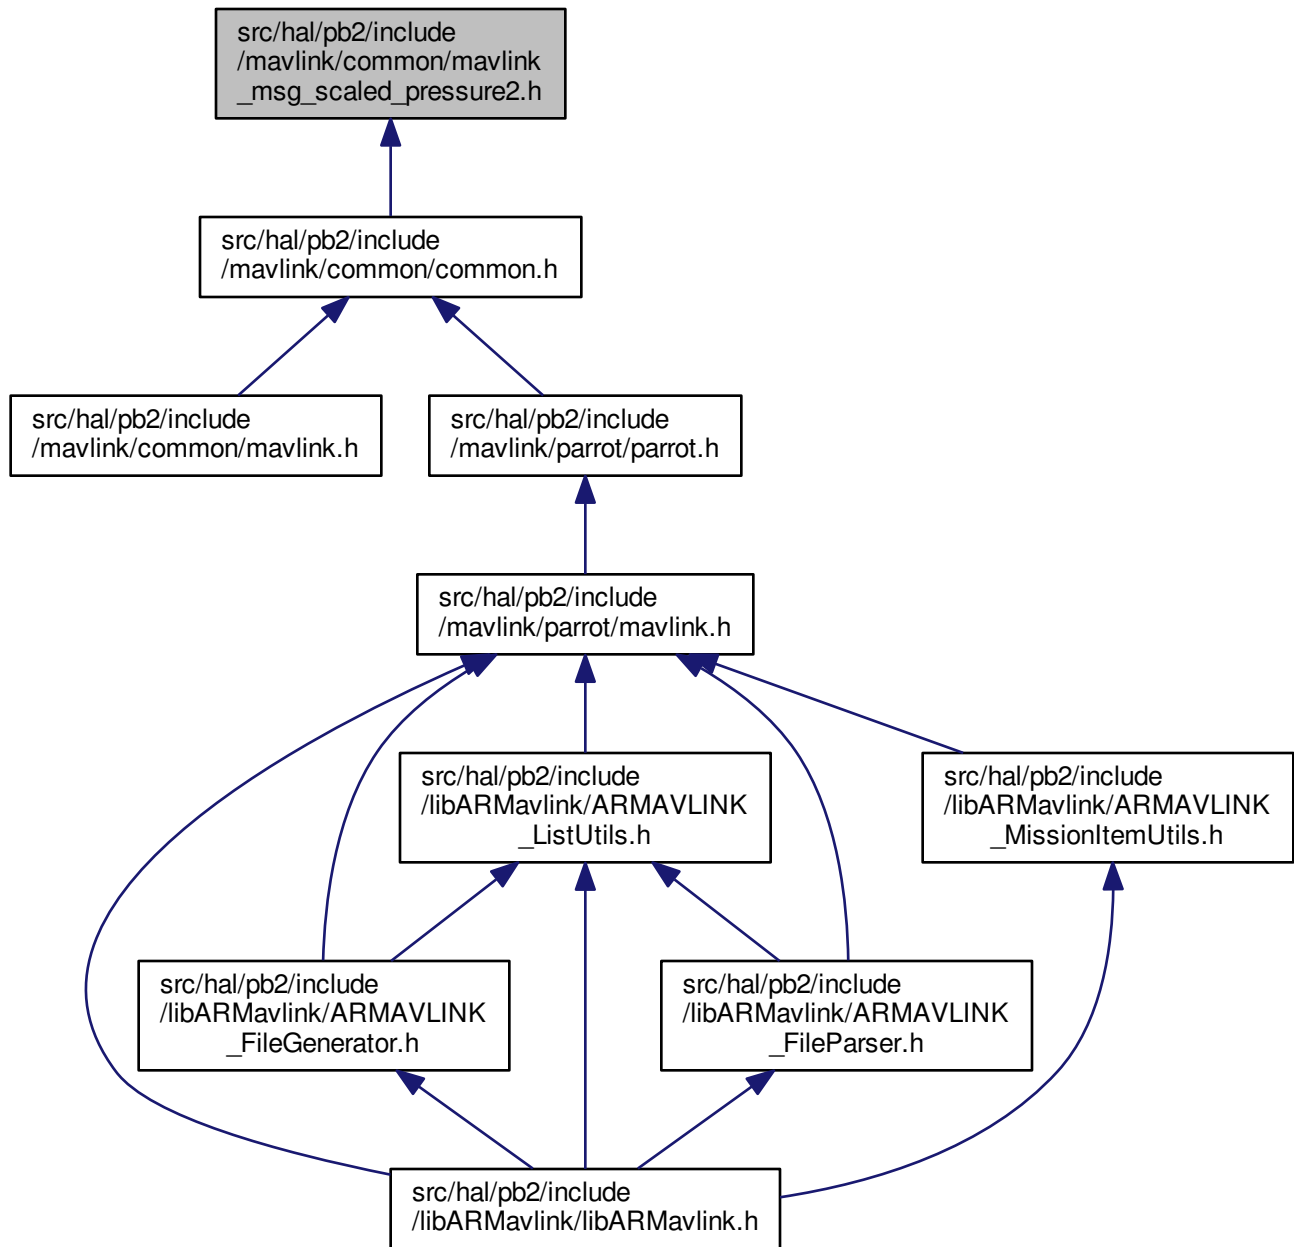 src/hal/pb2/include
/mavlink/common/mavlink
_msg_scaled_pressure2.h
src/hal/pb2/include
/mavlink/common/common.h
src/hal/pb2/include
/mavlink/common/mavlink.h
src/hal/pb2/include
/mavlink/parrot/parrot.h
src/hal/pb2/include
/mavlink/parrot/mavlink.h
src/hal/pb2/include
/libARMavlink/ARMAVLINK
_ListUtils.h
src/hal/pb2/include
/libARMavlink/ARMAVLINK
_MissionItemUtils.h
src/hal/pb2/include
/libARMavlink/ARMAVLINK
_FileGenerator.h
src/hal/pb2/include
/libARMavlink/ARMAVLINK
_FileParser.h
src/hal/pb2/include
/libARMavlink/libARMavlink.h